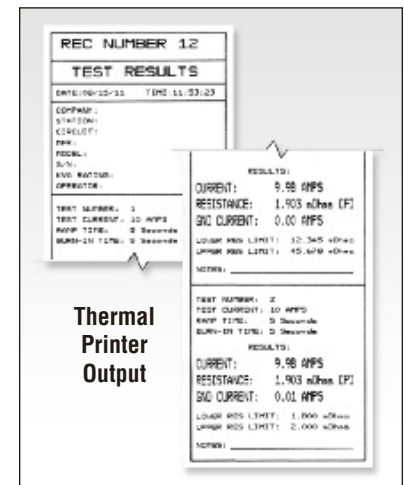 REC NUMBER 12
TEST RESULTS
DATE:08/15/11 TIME:11:53:23
COMPANY:
STATION:
CIRCUIT:
MFR:
MODEL:
S/N:
KVA RATING:
OPERATOR:
TEST NUMBER: 1
TEST CURRENT: 10 AMPS
RAMP TIME: 5 Seconds
BURN-IN TIME: 5 Seconds
RESULTS:
CURRENT: 9.98 AMPS
RESISTANCE: 1.903 mOhms [P]
GND CURRENT: 0.00 AMPS
LOWER RES LIMIT: 12.345 mOhms
UPPER RES LIMIT: 45.678 mOhms
NOTES:
TEST NUMBER: 2
TEST CURRENT: 10 AMPS
RAMP TIME: 5 Seconds
BURN-IN TIME: 5 Seconds
RESULTS:
CURRENT: 9.98 AMPS
RESISTANCE: 1.903 mOhms [P]
GND CURRENT: 0.01 AMPS
LOWER RES LIMIT: 1.800 mOhms
UPPER RES LIMIT: 2.000 mOhms
NOTES:
Thermal
Printer
Output